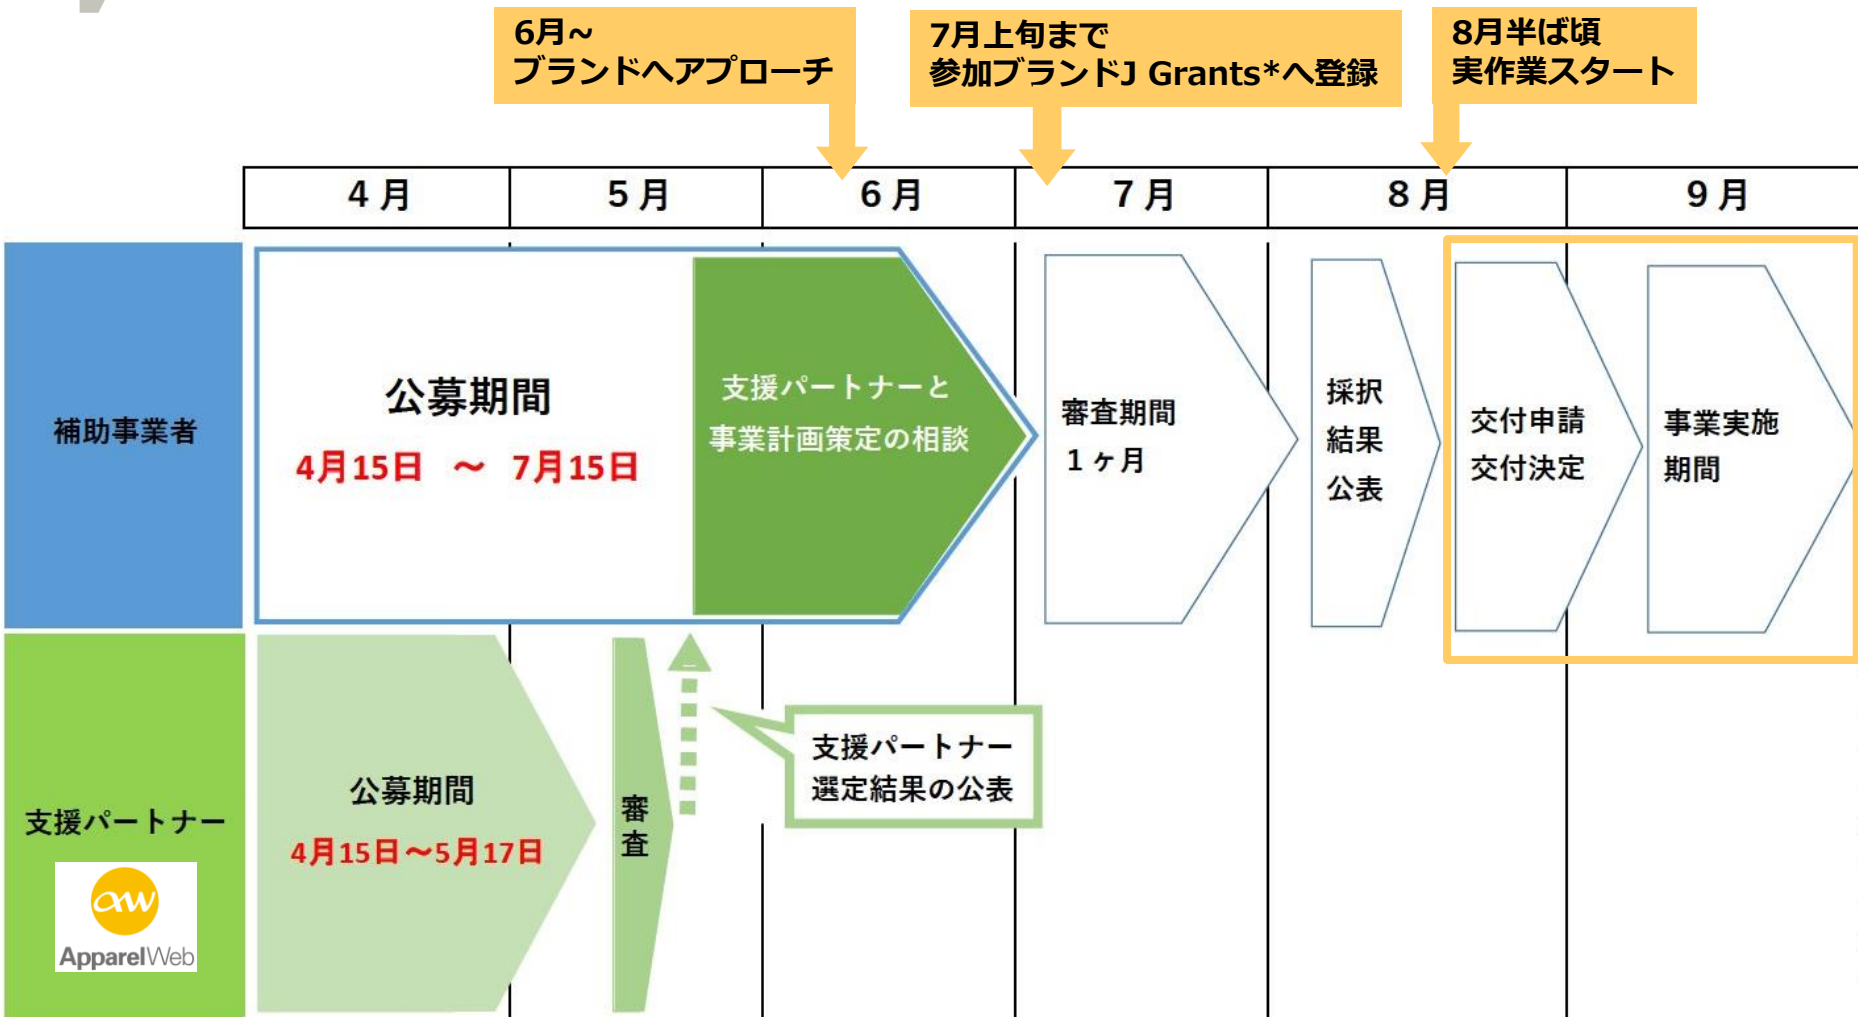 6月~
ブランドへアプローチ
7月上旬まで
参加ブランドJ Grants*へ登録
8月半ば頃
実作業スタート
4月
5月
6月
7月
8月
9月
補助事業者
公募期間
4月15日 ～ 7月15日
支援パートナーと
事業計画策定の相談
審査期間
1ヶ月
採択
結果
公表
交付申請
交付決定
事業実施
期間
支援パートナー
aw
ApparelWeb
公募期間
4月15日～5月17日
審
査
支援パートナー
選定結果の公表